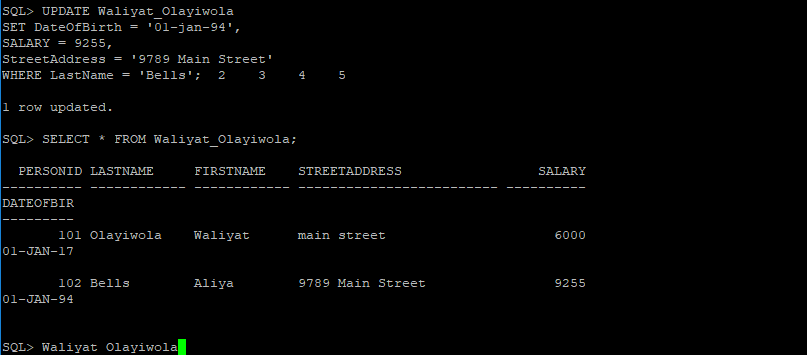 SQL> UPDATE Waliyat_Olayiwola
SET DateOfBirth = '01-jan-94',
SALARY = 9255,
StreetAddress = '9789 Main Street'
WHERE LastName = 'Bells';  2    3    4    5
1 row updated.
SQL> SELECT * FROM Waliyat_Olayiwola;
  PERSONID LASTNAME     FIRSTNAME    STREETADDRESS                 SALARY
---------- ------------ ------------ ------------------------- ----------
DATEOFBIR
---------
       101 Olayiwola    Waliyat      main street                     6000
01-JAN-17
       102 Bells        Aliya        9789 Main Street                9255
01-JAN-94
SQL> Waliyat Olayiwola